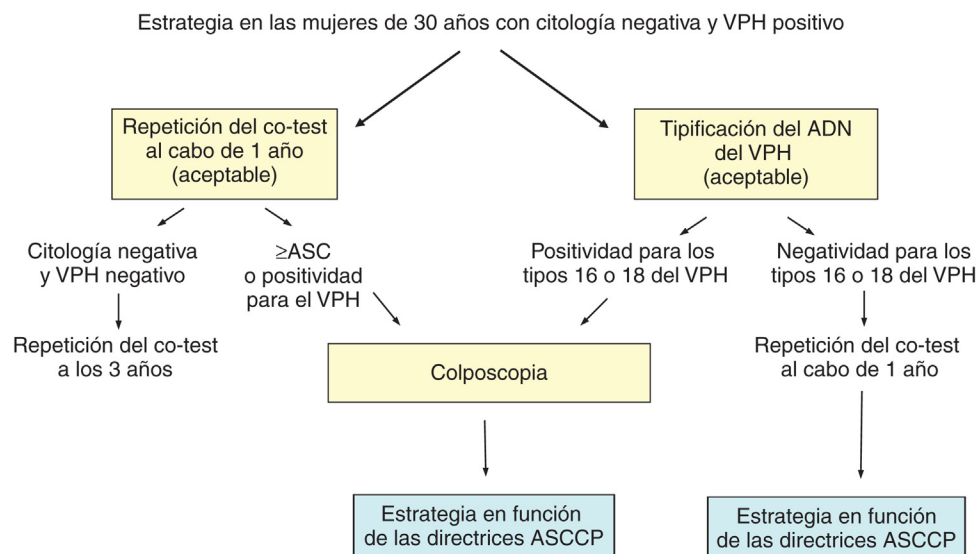 Estrategia en las mujeres de 30 años con citología negativa y VPH positivo
Repetición del co-test
al cabo de 1 año
(aceptable)
Tipificación del ADN
del VPH
(aceptable)
Citología negativa
y VPH negativo
≥ASC
o positividad
para el VPH
Positividad para los
tipos 16 o 18 del VPH
Negatividad para los
tipos 16 o 18 del VPH
Repetición del co-test
a los 3 años
Colposcopia
Repetición del co-test
al cabo de 1 año
Estrategia en función
de las directrices ASCCP
Estrategia en función
de las directrices ASCCP